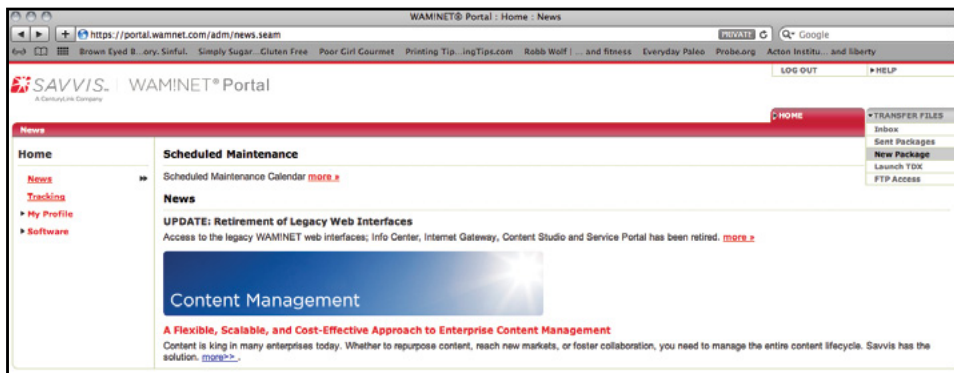 WAM!NET® Portal : Home : News
https://portal.wamnet.com/adm/news.seam
PRIVATE
Google
Brown Eyed B...ory. Sinful. Simply Sugar...Gluten Free Poor Girl Gourmet Printing Tip...ingTips.com Robb Wolf | ... and fitness Everyday Paleo Probe.org Acton Institu... and liberty
LOG OUT HELP
SAVVIS. WAM!NET® Portal
A CenturyLink Company
HOME TRANSFER FILES
News
Inbox
Sent Packages
New Package
Launch TDX
FTP Access
Home
News
Tracking
My Profile
Software
Scheduled Maintenance
Scheduled Maintenance Calendar more »
News
UPDATE: Retirement of Legacy Web Interfaces
Access to the legacy WAM!NET web interfaces; Info Center, Internet Gateway, Content Studio and Service Portal has been retired. more »
Content Management
A Flexible, Scalable, and Cost-Effective Approach to Enterprise Content Management
Content is king in many enterprises today. Whether to repurpose content, reach new markets, or foster collaboration, you need to manage the entire content lifecycle. Savvis has the
solution. more>> .